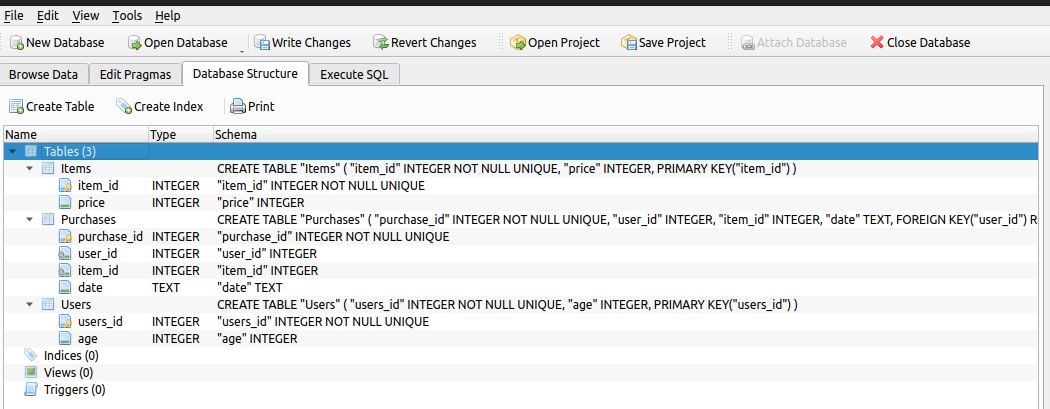 File Edit View Tools Help
New Database Open Database Write Changes Revert Changes Open Project Save Project Attach Database Close Database
Browse Data Edit Pragmas Database Structure Execute SQL
Create Table Create Index Print
Name Type Schema
Tables (3)
Items CREATE TABLE "Items" ( "item_id" INTEGER NOT NULL UNIQUE, "price" INTEGER, PRIMARY KEY("item_id") )
item_id INTEGER "item_id" INTEGER NOT NULL UNIQUE
price INTEGER "price" INTEGER
Purchases CREATE TABLE "Purchases" ( "purchase_id" INTEGER NOT NULL UNIQUE, "user_id" INTEGER, "item_id" INTEGER, "date" TEXT, FOREIGN KEY("user_id") R
purchase_id INTEGER "purchase_id" INTEGER NOT NULL UNIQUE
user_id INTEGER "user_id" INTEGER
item_id INTEGER "item_id" INTEGER
date TEXT "date" TEXT
Users CREATE TABLE "Users" ( "users_id" INTEGER NOT NULL UNIQUE, "age" INTEGER, PRIMARY KEY("users_id") )
users_id INTEGER "users_id" INTEGER NOT NULL UNIQUE
age INTEGER "age" INTEGER
Indices (0)
Views (0)
Triggers (0)